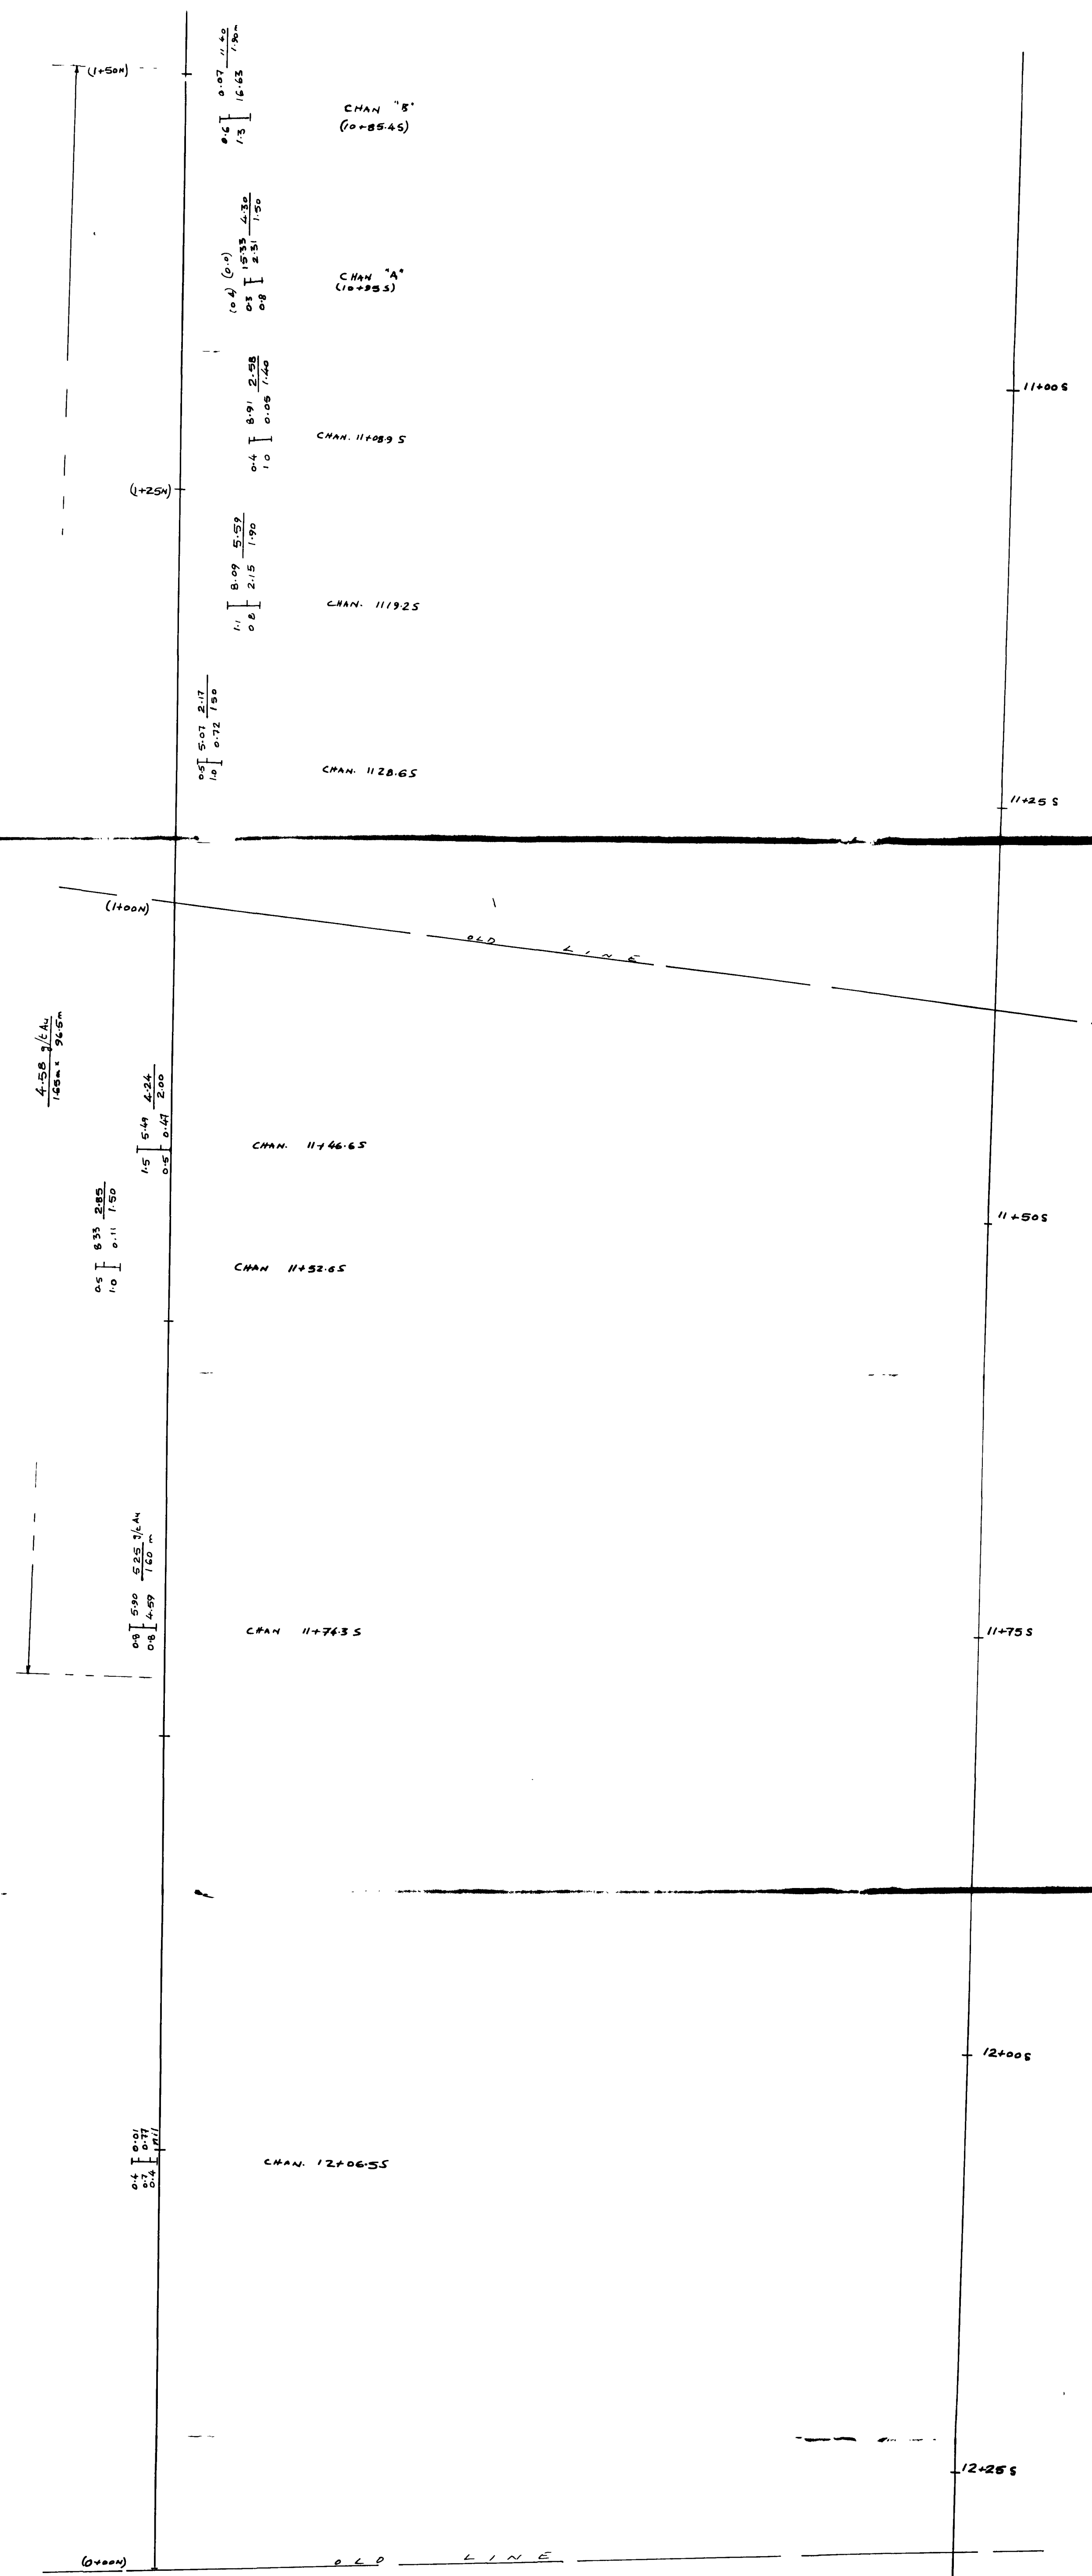 (1+50N)
0.6 0.07 11.40
1.3 16.63 1.90m
CHAN "B"
(10+85.4S)
(0.4) (0.0)
0.3 15.33 4.30
0.8 2.31 1.50
CHAN "A"
(10+95S)
11+00S
0.4 8.91 2.58
1.0 0.05 1.40
CHAN. 11+08.9 S
(1+25N)
1.1 8.09 5.59
0.8 2.15 1.90
CHAN. 1119.2S
0.5 5.07 2.17
1.0 0.72 1.50
CHAN. 1128.6S
11+25 S
(1+00N)
OLD LINE
4.58 g/t Au
1.65m x 96.5m
1.5 5.49 4.24
0.5 0.47 2.00
CHAN. 11+46.6S
11+50S
0.5 8.33 2.85
1.0 0.11 1.50
CHAN 11+52.6S
0.8 5.90 5.25 g/t Au
0.8 4.59 1.60 m
CHAN 11+74.3 S
11+75 S
12+00S
0.4 0.01
0.7 0.77
0.4 nil
CHAN. 12+06.5S
12+25 S
(0+00N)
OLD LINE